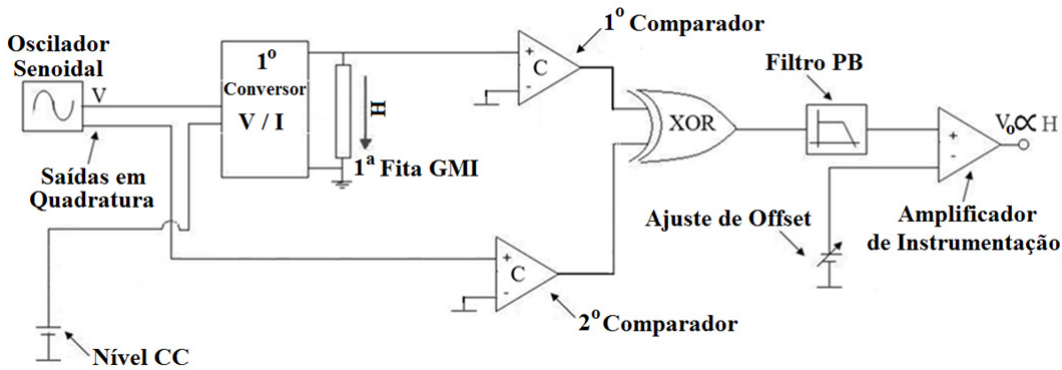 Oscilador
Senoidal
V
Saídas em
Quadratura
Nível CC
1º
Conversor
V / I
H
1ª Fita GMI
+
C
-
1º Comparador
+
C
-
2º Comparador
XOR
Filtro PB
Ajuste de Offset
+
-
V₀∝H
Amplificador
de Instrumentação